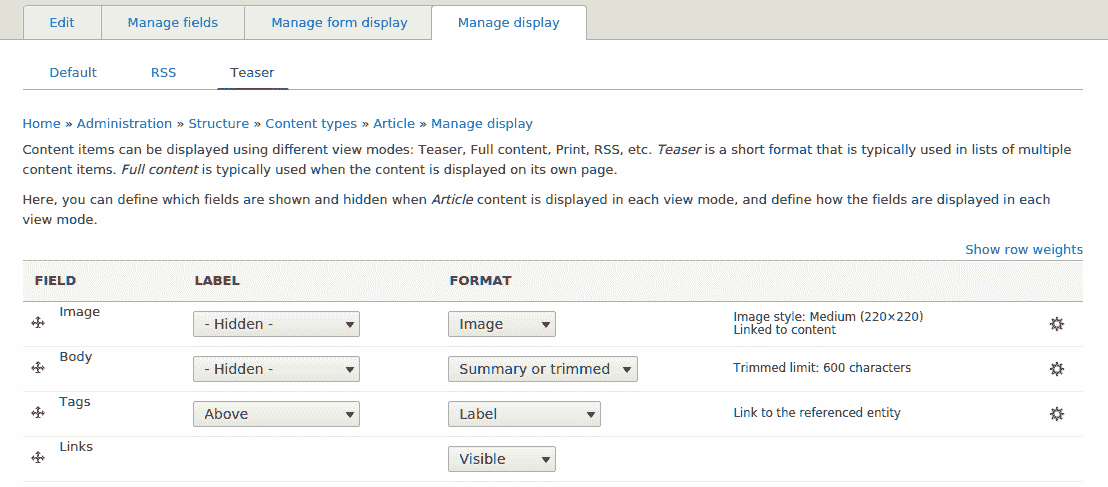 Edit Manage fields Manage form display Manage display
Default RSS Teaser
Home » Administration » Structure » Content types » Article » Manage display
Content items can be displayed using different view modes: Teaser, Full content, Print, RSS, etc. Teaser is a short format that is typically used in lists of multiple
content items. Full content is typically used when the content is displayed on its own page.
Here, you can define which fields are shown and hidden when Article content is displayed in each view mode, and define how the fields are displayed in each
view mode.
Show row weights
FIELD LABEL FORMAT
Image - Hidden - Image Image style: Medium (220×220)
Linked to content
Body - Hidden - Summary or trimmed Trimmed limit: 600 characters
Tags Above Label Link to the referenced entity
Links Visible